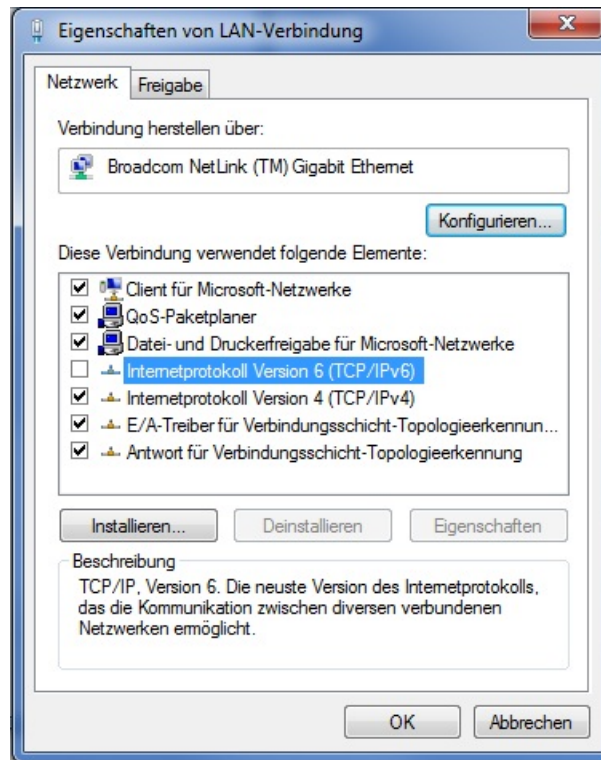 Eigenschaften von LAN-Verbindung
Netzwerk
Freigabe
Verbindung herstellen über:
Broadcom NetLink (TM) Gigabit Ethernet
Konfigurieren...
Diese Verbindung verwendet folgende Elemente:
Client für Microsoft-Netzwerke
QoS-Paketplaner
Datei- und Druckerfreigabe für Microsoft-Netzwerke
Internetprotokoll Version 6 (TCP/IPv6)
Internetprotokoll Version 4 (TCP/IPv4)
E/A-Treiber für Verbindungsschicht-Topologieerkennun...
Antwort für Verbindungsschicht-Topologieerkennung
Installieren...
Deinstallieren
Eigenschaften
Beschreibung
TCP/IP, Version 6. Die neuste Version des Internetprotokolls,
das die Kommunikation zwischen diversen verbundenen
Netzwerken ermöglicht.
OK
Abbrechen